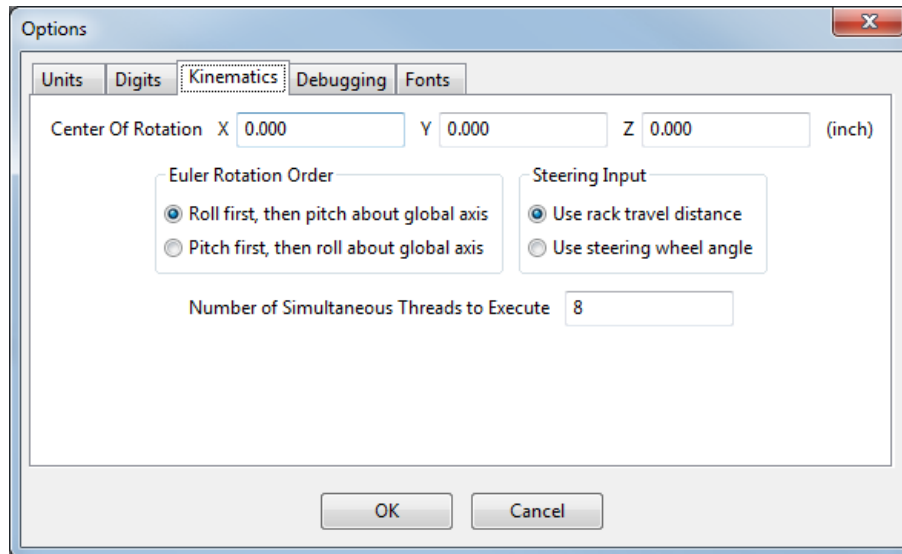 Options
Units Digits Kinematics Debugging Fonts
Center Of Rotation X 0.000 Y 0.000 Z 0.000 (inch)
Euler Rotation Order Steering Input
Roll first, then pitch about global axis Use rack travel distance
Pitch first, then roll about global axis Use steering wheel angle
Number of Simultaneous Threads to Execute 8
OK Cancel